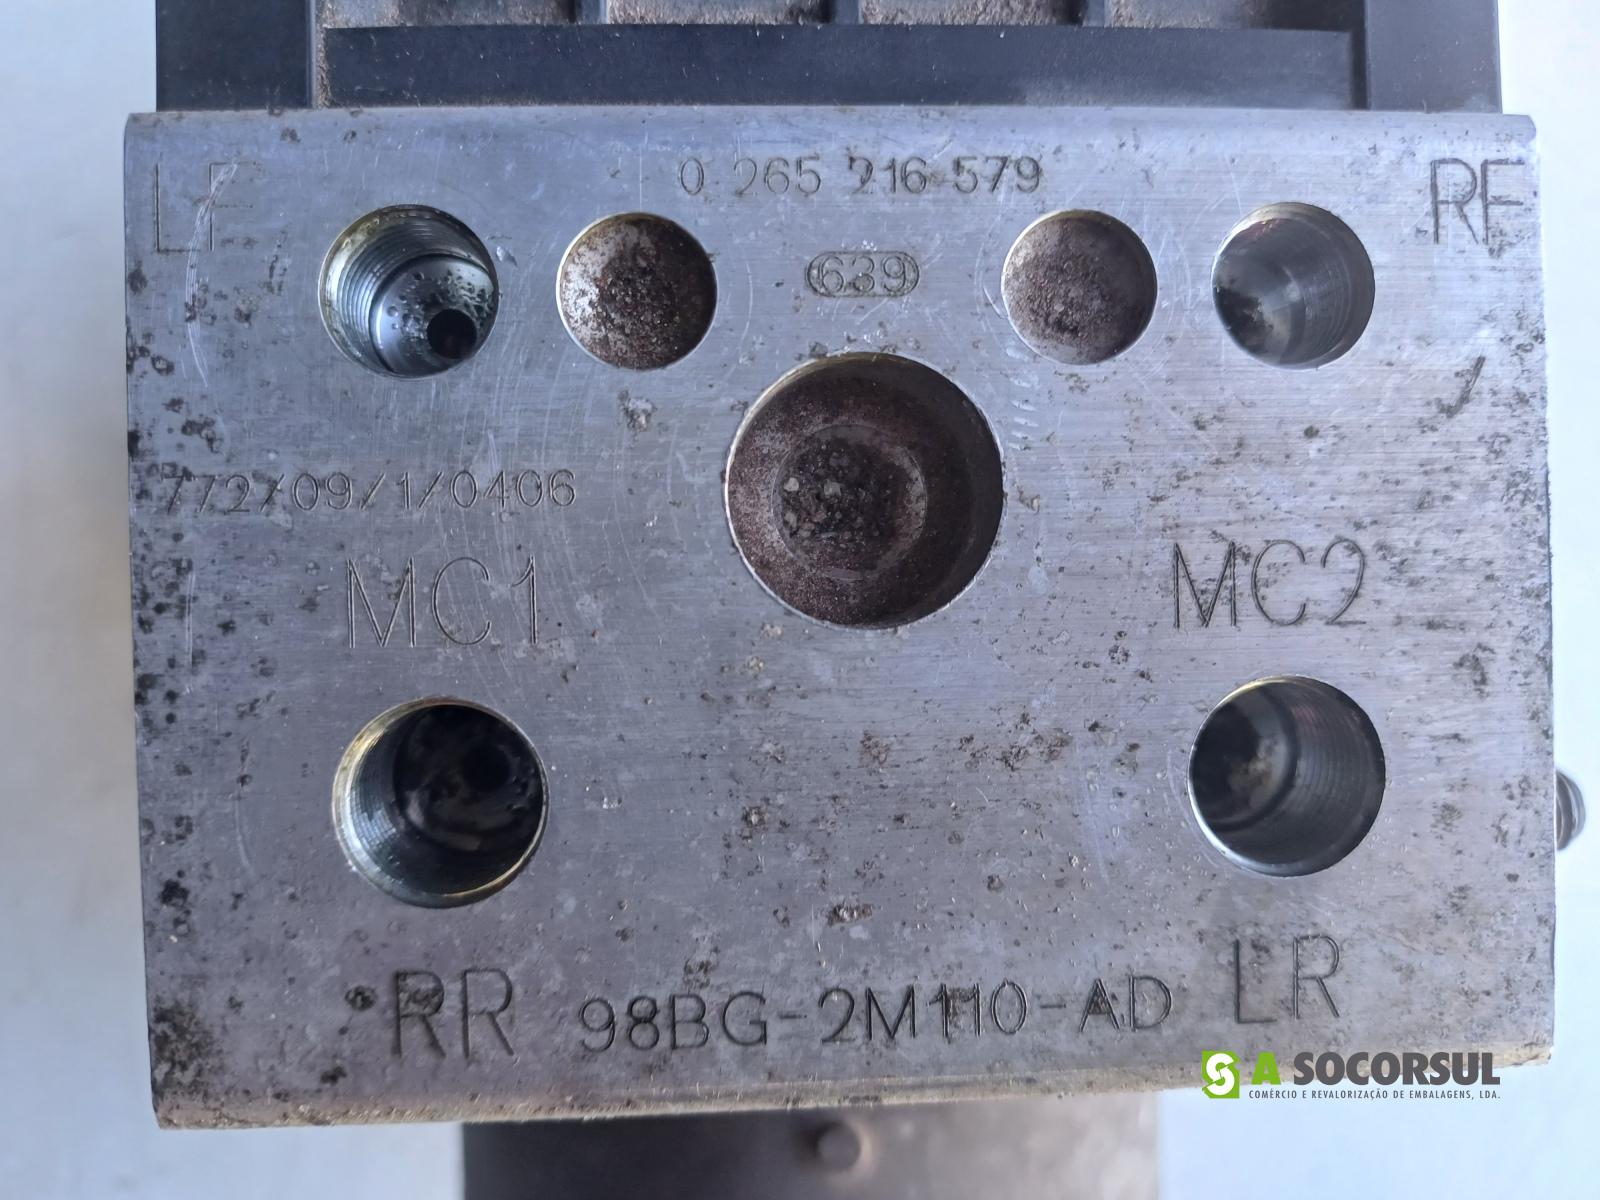 LF
0 265 216 579
RF
639
772/09/1/0406
MC1
MC2
RR
98BG-2M110-AD
LR
SA SOCORSUL
COMÉRCIO E REVALORIZAÇÃO DE EMBALAGENS, LDA.